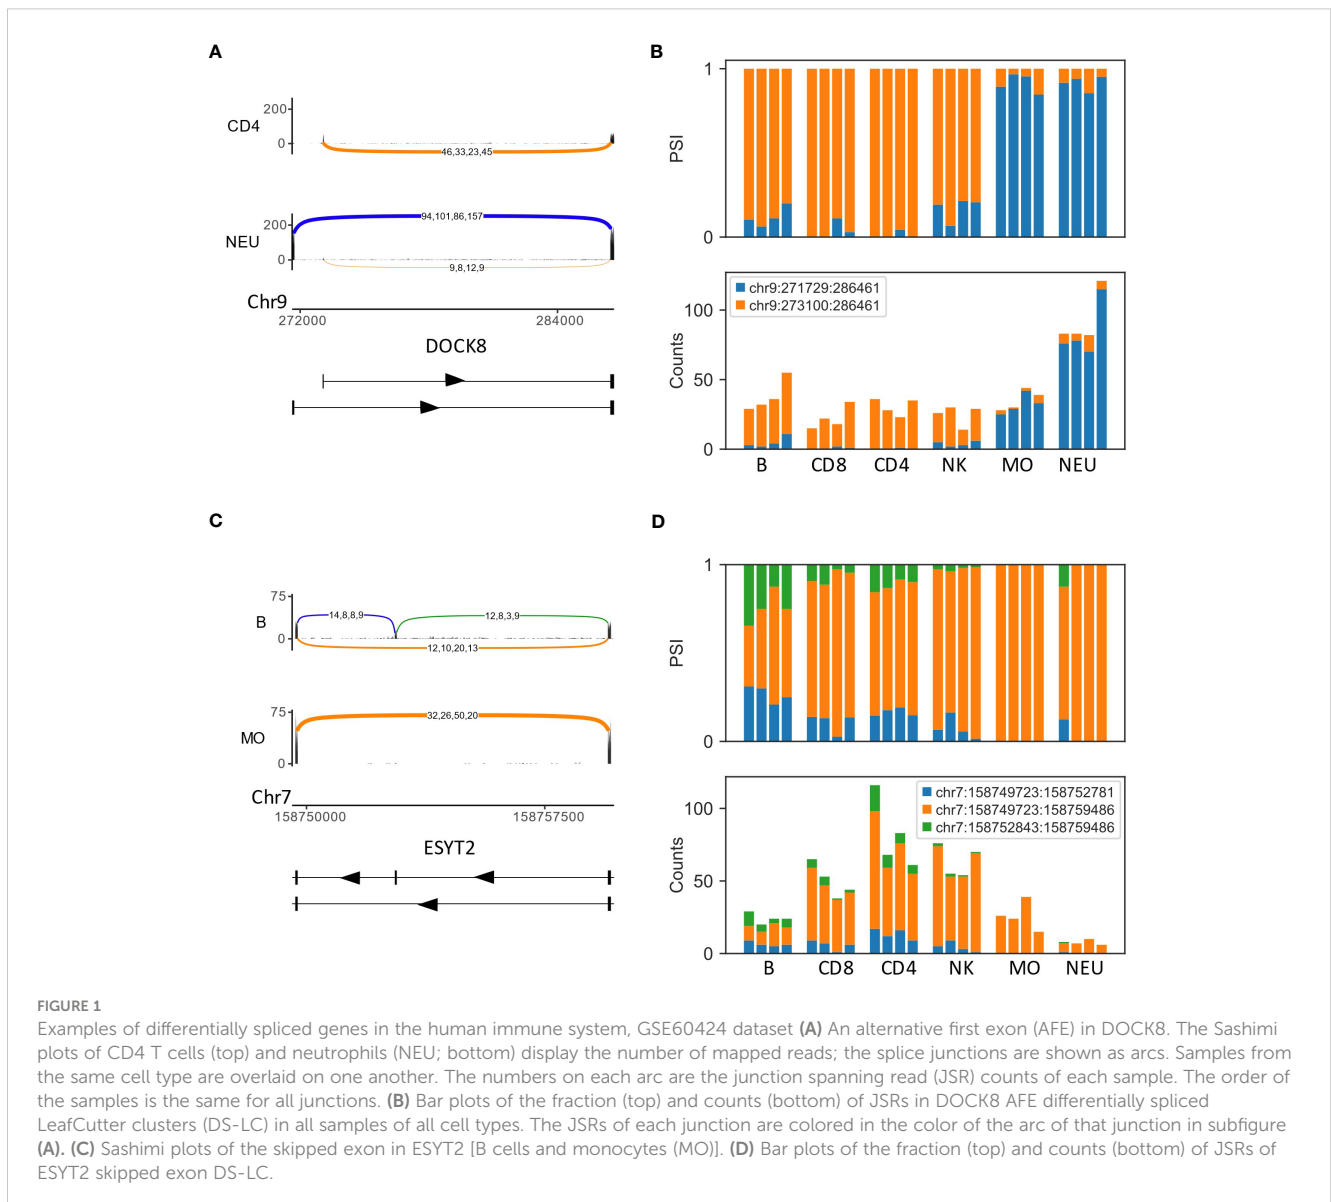 A
CD4
200
0
46,33,23,45
NEU
200
0
94,101,86,157
9,8,12,9
Chr9
272000
284000
DOCK8
B
1
PSI
0
chr9:271729:286461
chr9:273100:286461
100
Counts
50
0
B
CD8
CD4
NK
MO
NEU
C
75
B
0
14,8,8,9
12,8,3,9
12,10,20,13
75
MO
0
32,26,50,20
Chr7
158750000
158757500
ESYT2
D
1
PSI
0
chr7:158749723:158752781
chr7:158749723:158759486
chr7:158752843:158759486
100
Counts
50
0
B
CD8
CD4
NK
MO
NEU
FIGURE 1
Examples of differentially spliced genes in the human immune system, GSE60424 dataset (A) An alternative first exon (AFE) in DOCK8. The Sashimi
plots of CD4 T cells (top) and neutrophils (NEU; bottom) display the number of mapped reads; the splice junctions are shown as arcs. Samples from
the same cell type are overlaid on one another. The numbers on each arc are the junction spanning read (JSR) counts of each sample. The order of
the samples is the same for all junctions. (B) Bar plots of the fraction (top) and counts (bottom) of JSRs in DOCK8 AFE differentially spliced
LeafCutter clusters (DS-LC) in all samples of all cell types. The JSRs of each junction are colored in the color of the arc of that junction in subfigure
(A). (C) Sashimi plots of the skipped exon in ESYT2 [B cells and monocytes (MO)]. (D) Bar plots of the fraction (top) and counts (bottom) of JSRs of
ESYT2 skipped exon DS-LC.